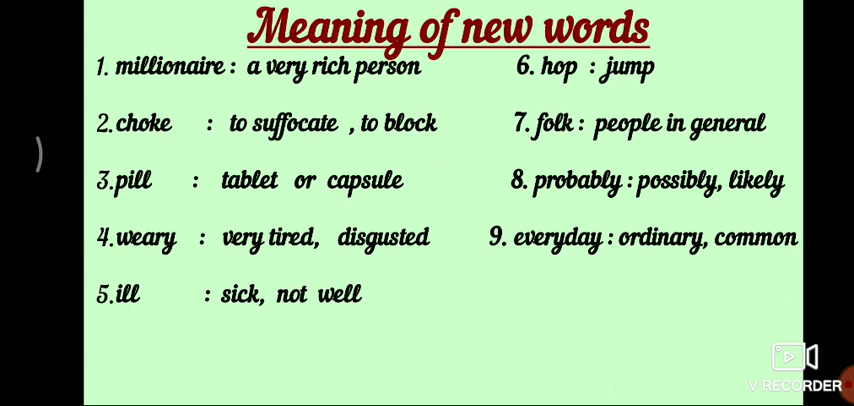 Meaning of new words
1. millionaire : a very rich person
2. choke : to suffocate , to block
3. pill : tablet or capsule
4. weary : very tired, disgusted
5. ill : sick, not well
6. hop : jump
7. folk : people in general
8. probably : possibly, likely
9. everyday : ordinary, common
V RECORDER